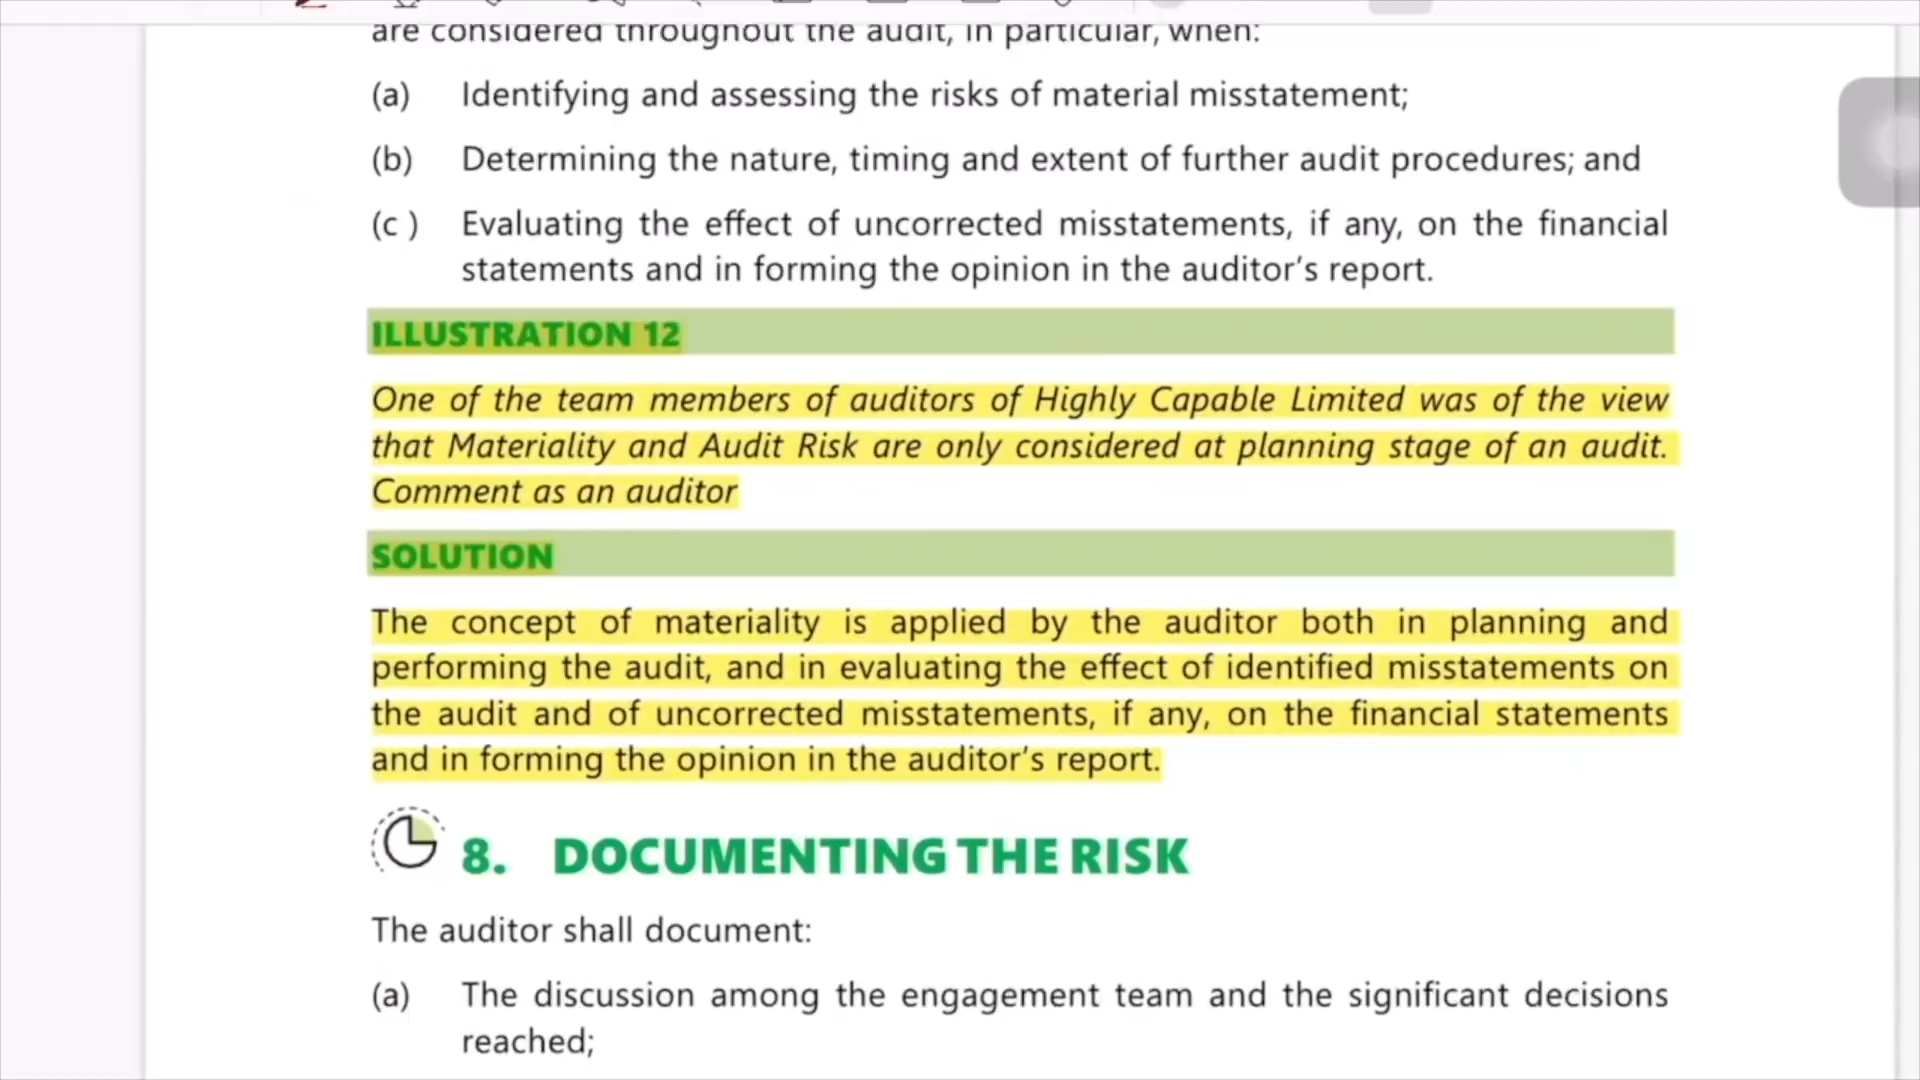 are considered throughout the audit, in particular, when:
(a) Identifying and assessing the risks of material misstatement;
(b) Determining the nature, timing and extent of further audit procedures; and
(c ) Evaluating the effect of uncorrected misstatements, if any, on the financial
statements and in forming the opinion in the auditor’s report.
ILLUSTRATION 12
One of the team members of auditors of Highly Capable Limited was of the view
that Materiality and Audit Risk are only considered at planning stage of an audit.
Comment as an auditor
SOLUTION
The concept of materiality is applied by the auditor both in planning and
performing the audit, and in evaluating the effect of identified misstatements on
the audit and of uncorrected misstatements, if any, on the financial statements
and in forming the opinion in the auditor’s report.
8. DOCUMENTING THE RISK
The auditor shall document:
(a) The discussion among the engagement team and the significant decisions
reached;